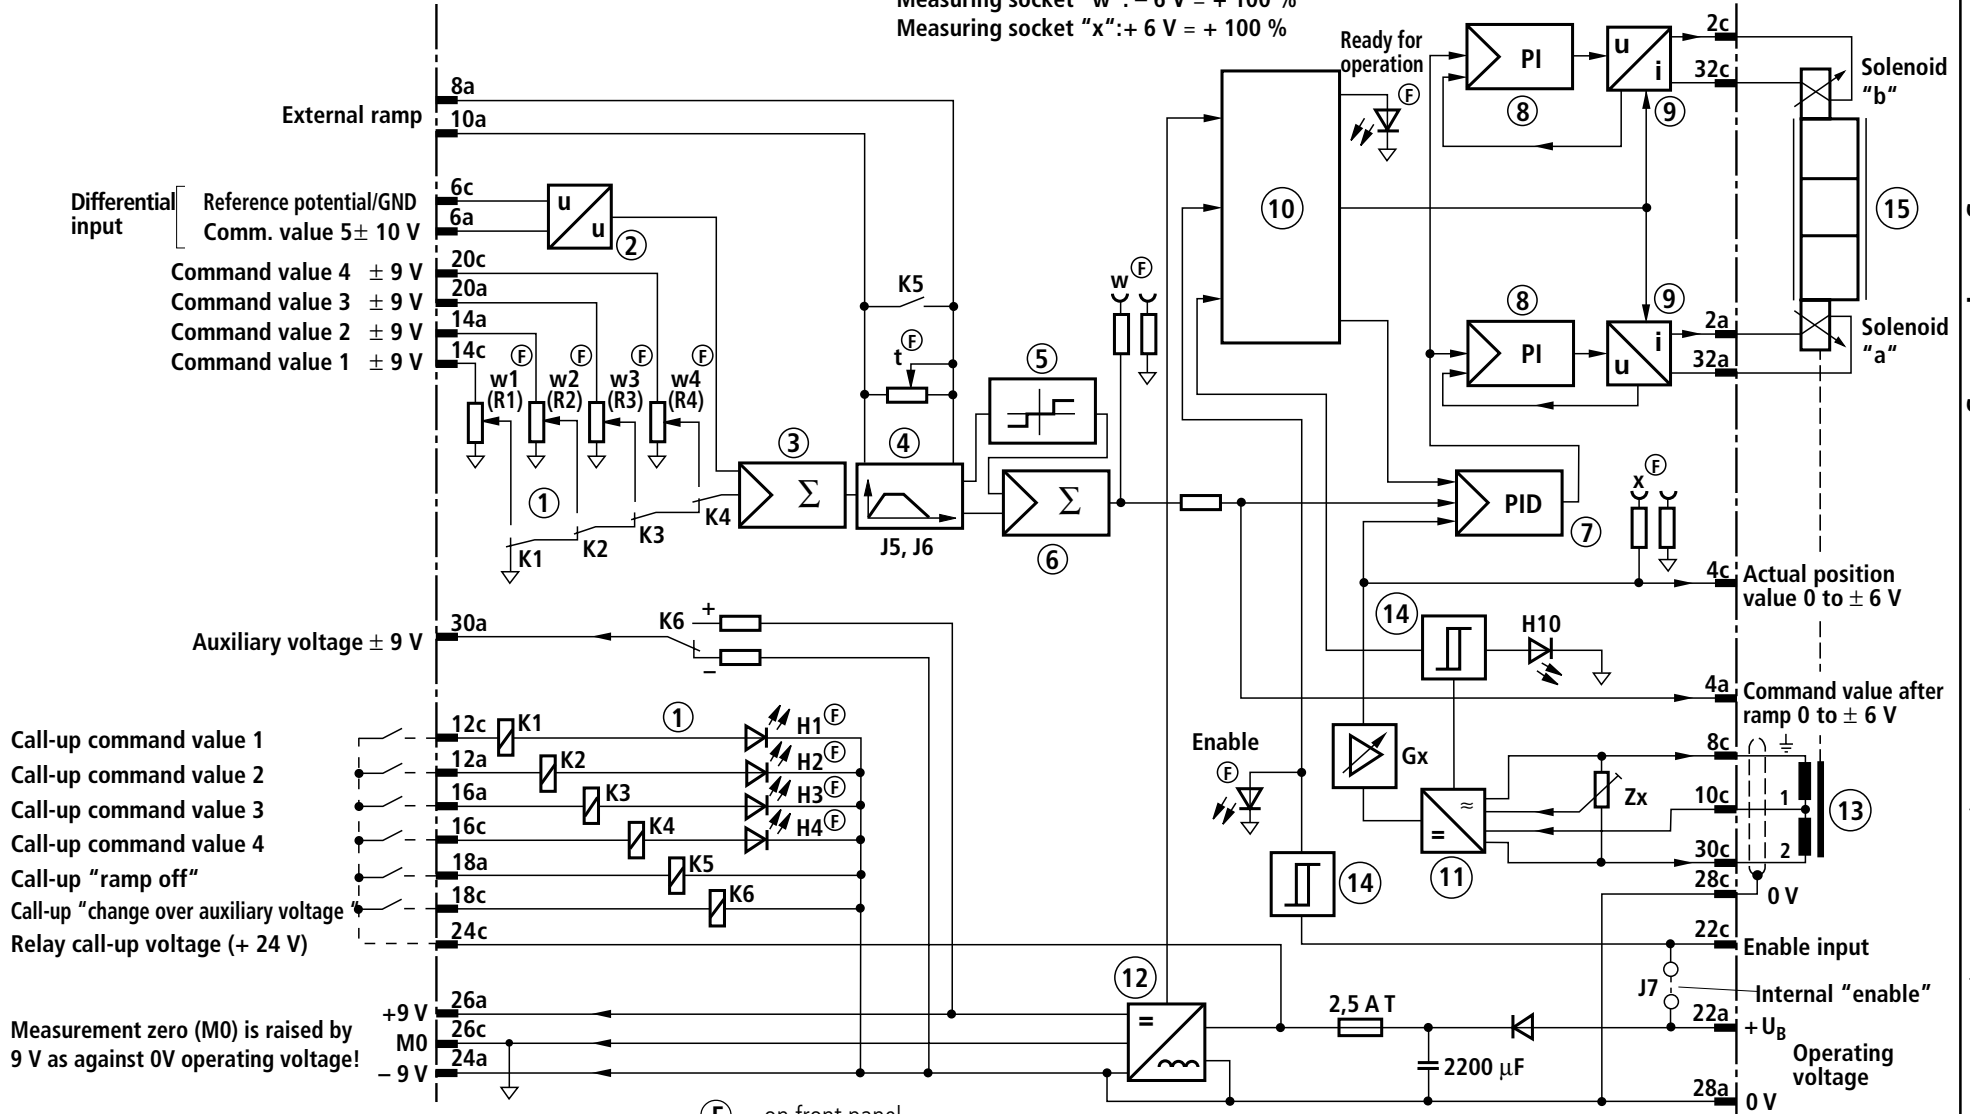 Measuring socket “w“: – 6 V = + 100 %
Measuring socket “x“:+ 6 V = + 100 %
Ready for
operation
F
PI
8
u
i
9
2c
32c
Solenoid
“b“
8a
External ramp
10a
Differential
input
Reference potential/GND
Comm. value 5± 10 V
6c
6a
u
u
2
Command value 4 ± 9 V
20c
Command value 3 ± 9 V
20a
Command value 2 ± 9 V
14a
Command value 1 ± 9 V
14c
w1
(R1)
F
w2
(R2)
F
w3
(R3)
F
w4
(R4)
F
K5
t
F
w
F
10
15
8
PI
9
i
u
2a
32a
Solenoid
“a“
1
K1
K2
K3
K4
3
Σ
4
J5, J6
5
Σ
6
PID
7
x
F
4c
Actual position
value 0 to ± 6 V
Auxiliary voltage ± 9 V
30a
K6
+
–
14
H10
4a
Command value after
ramp 0 to ± 6 V
Call-up command value 1
12c
K1
1
H1
F
Call-up command value 2
12a
K2
H2
F
Call-up command value 3
16a
K3
H3
F
Call-up command value 4
16c
K4
H4
F
Call-up “ramp off“
18a
K5
Call-up “change over auxiliary voltage “
18c
K6
Relay call-up voltage (+ 24 V)
24c
Enable
F
Gx
≈
=
11
Zx
8c
10c
30c
1
2
13
28c
0 V
14
22c
Enable input
J7
Internal “enable”
12
=
2,5 A T
2200 µF
22a
+ UB
Operating
voltage
28a
0 V
Measurement zero (M0) is raised by
9 V as against 0V operating voltage!
+9 V
26a
M0
26c
– 9 V
24a
F
on front panel